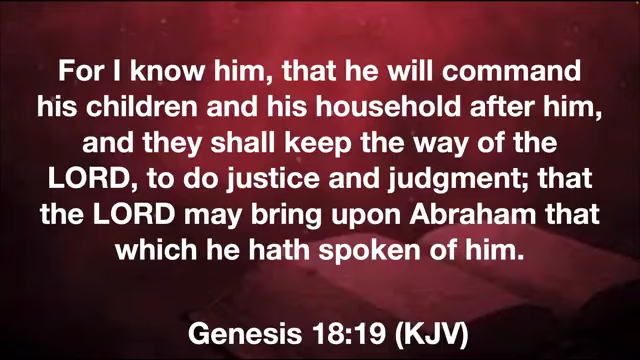 For I know him, that he will command
his children and his household after him,
and they shall keep the way of the
LORD, to do justice and judgment; that
the LORD may bring upon Abraham that
which he hath spoken of him.
Genesis 18:19 (KJV)